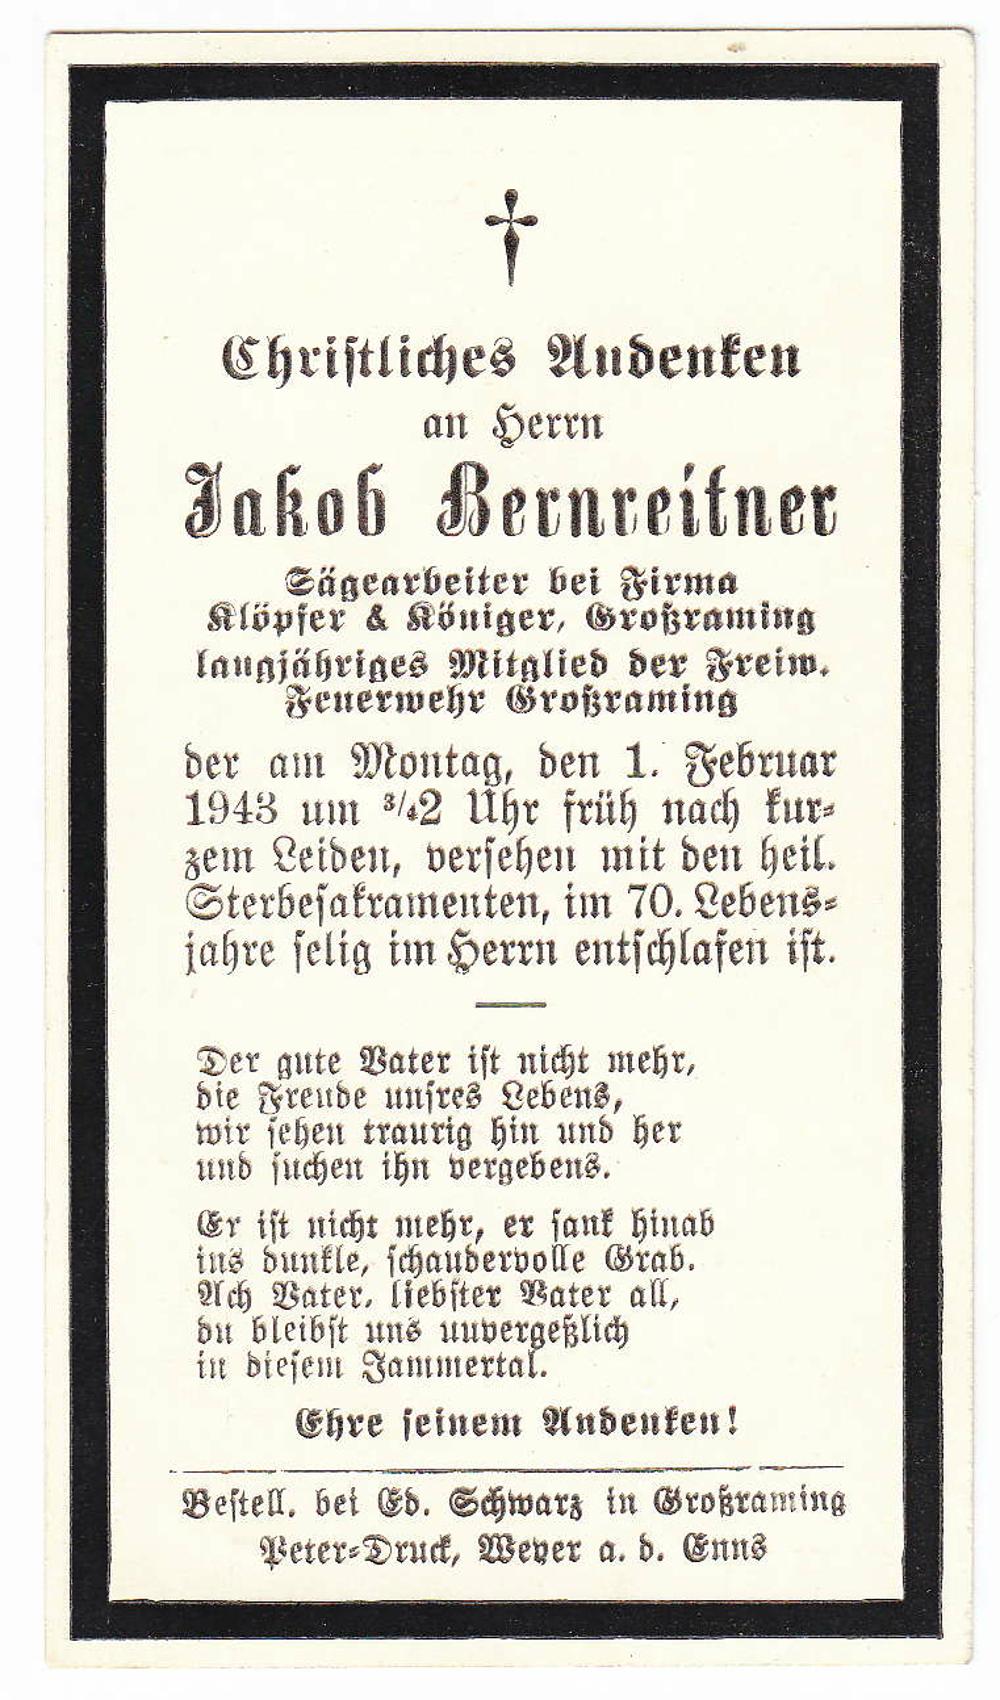 Christliches Andenken
an Herrn
Jakob Bernreitner
Sägearbeiter bei Firma
Klöpfer & Königer, Großraming
langjähriges Mitglied der Freiw.
Feuerwehr Großraming
der am Montag, den 1. Februar
1943 um ¾2 Uhr früh nach kur-
zem Leiden, versehen mit den heil.
Sterbesakramenten, im 70. Lebens-
jahre selig im Herrn entschlafen ist.
Der gute Vater ist nicht mehr,
die Freude unsres Lebens,
wir sehen traurig hin und her
und suchen ihn vergebens.
Er ist nicht mehr, er sank hinab
ins dunkle, schaudervolle Grab.
Ach Vater, liebster Vater all,
du bleibst uns unvergeßlich
in diesem Jammertal.
Ehre seinem Andenken!
Bestell. bei Ed. Schwarz in Großraming
Peter-Druck, Weyer a. d. Enns